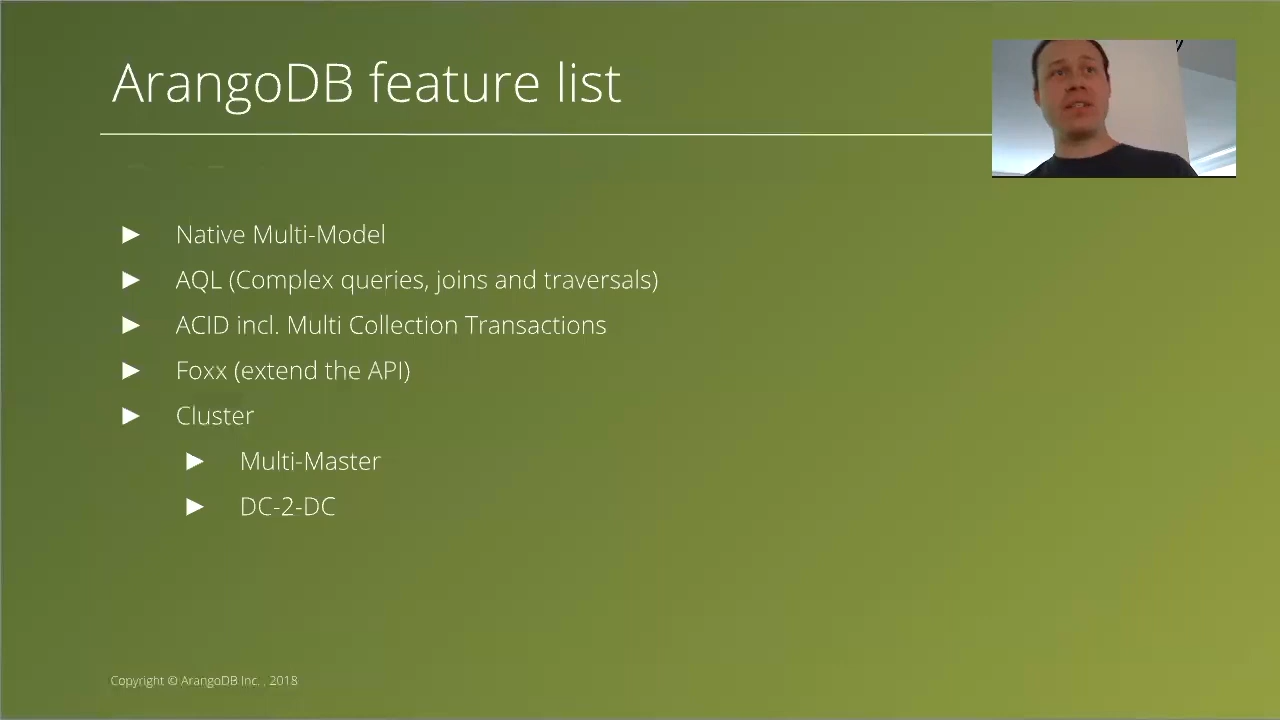 ArangoDB feature list
► Native Multi-Model
► AQL (Complex queries, joins and traversals)
► ACID incl. Multi Collection Transactions
► Foxx (extend the API)
► Cluster
► Multi-Master
► DC-2-DC
Copyright © ArangoDB Inc. , 2018